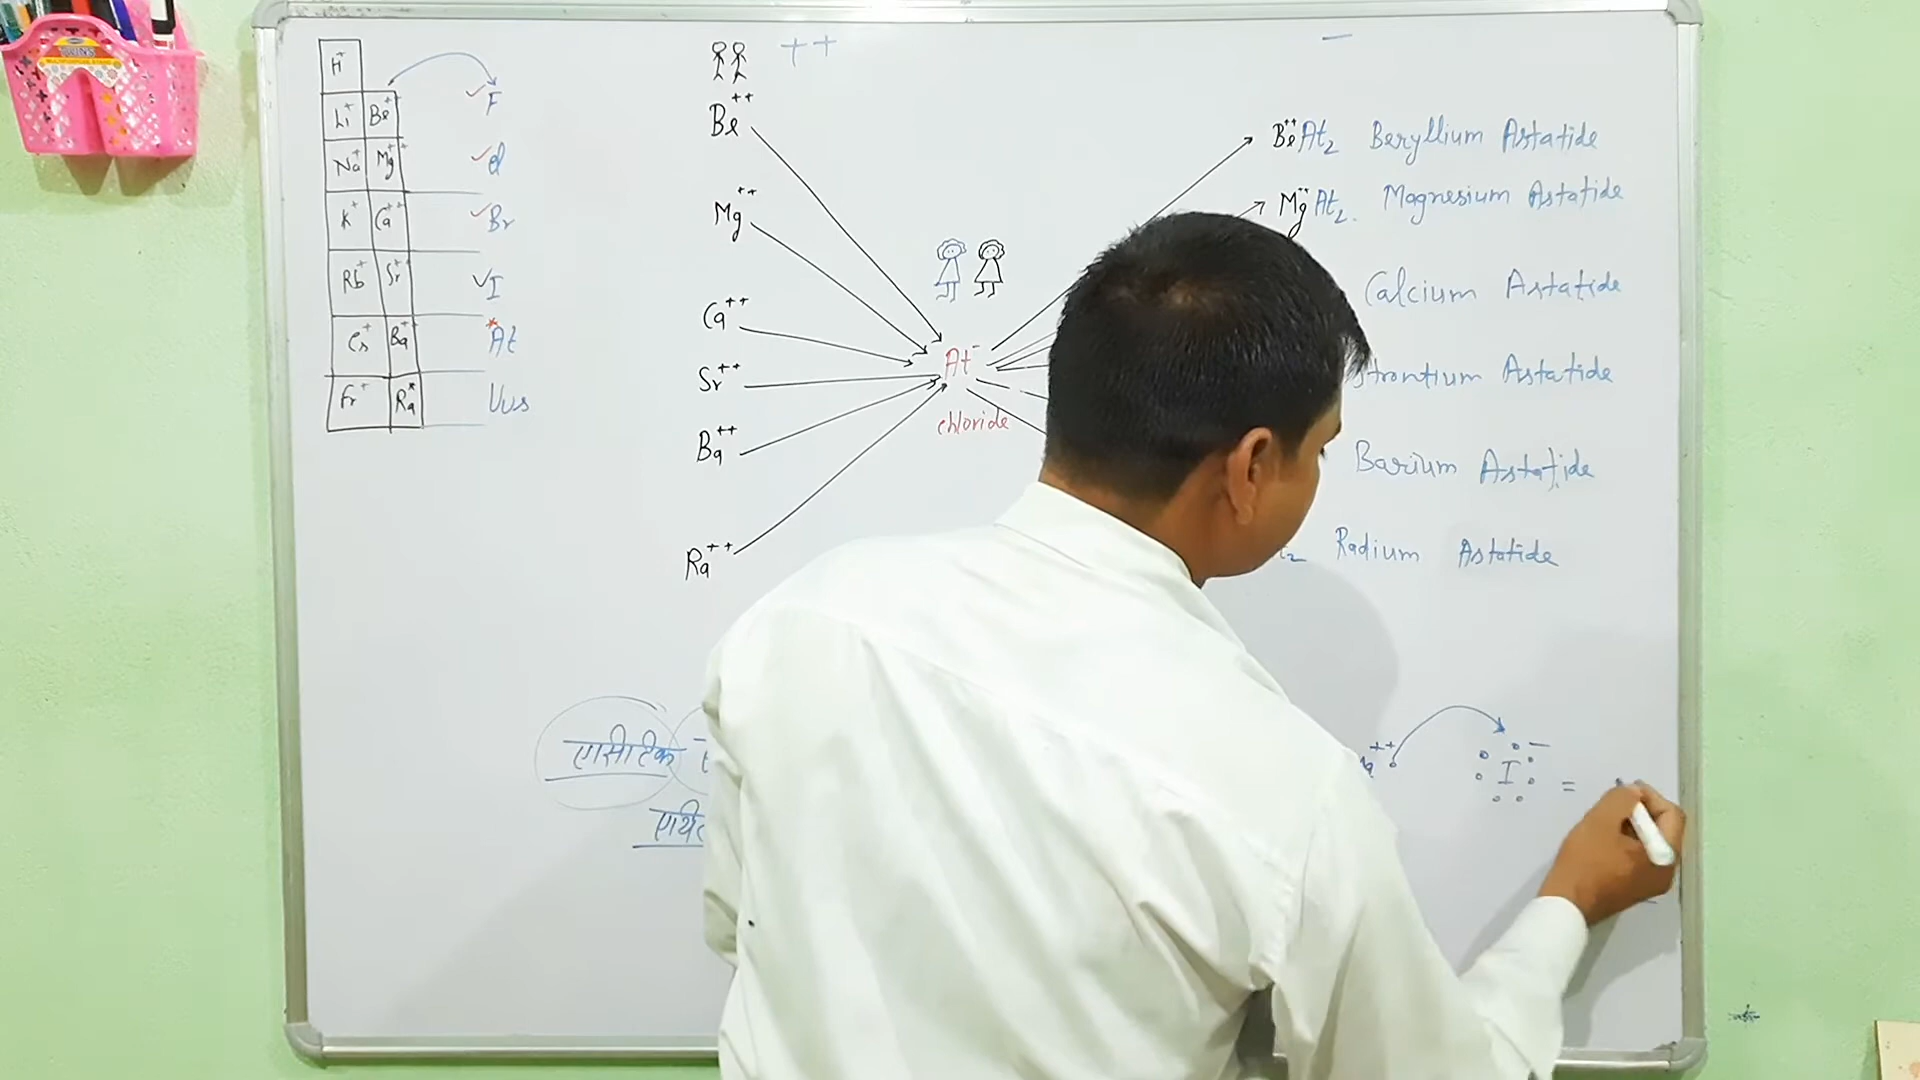 H⁺
Li⁺ Be⁺⁺ F
Na⁺ Mg⁺⁺ Cl
K⁺ Ca⁺⁺ Br
Rb⁺ Sr⁺⁺ I
Cs⁺ Ba⁺⁺ At
Fr⁺ Ra Uus
++
Be⁺⁺
Mg⁺⁺
Ca⁺⁺
Sr⁺⁺
Ba⁺⁺
Ra⁺⁺
At⁻
chloride
−
Be⁺⁺At₂ Beryllium Astatide
Mg⁺⁺At₂. Magnesium Astatide
Calcium Astatide
Strontium Astatide
Barium Astatide
Radium Astatide
एसीटिक
I⁻ =